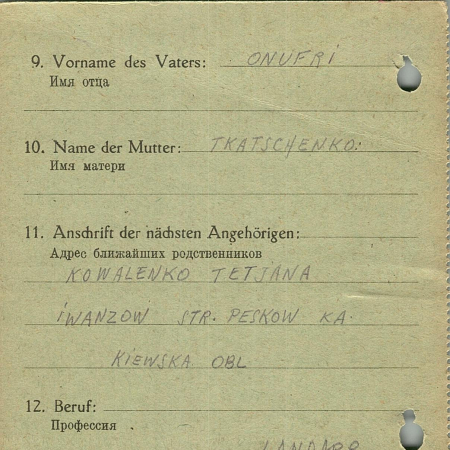 9. Vorname des Vaters: ONUFRI
Имя отца
10. Name der Mutter: TKATSCHENKO.
Имя матери
11. Anschrift der nächsten Angehörigen:
Адрес ближайших родственников
KOWALENKO TETJANA
IWANZOW STR. PESKOW KA.
KIEWSKA OBL
12. Beruf:
Профессия